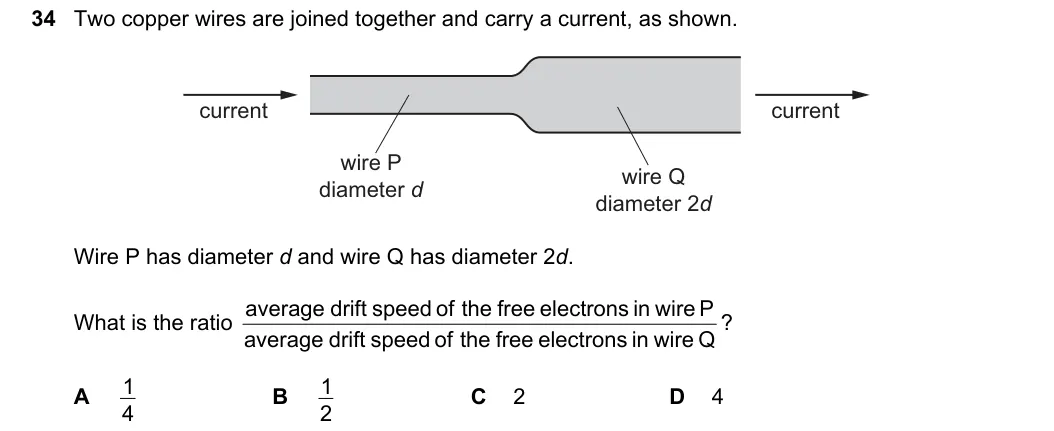 34 Two copper wires are joined together and carry a current, as shown.
current
current
wire P
diameter d
wire Q
diameter 2d
Wire P has diameter d and wire Q has diameter 2d.
What is the ratio average drift speed of the free electrons in wire P / average drift speed of the free electrons in wire Q ?
A 1/4 B 1/2 C 2 D 4